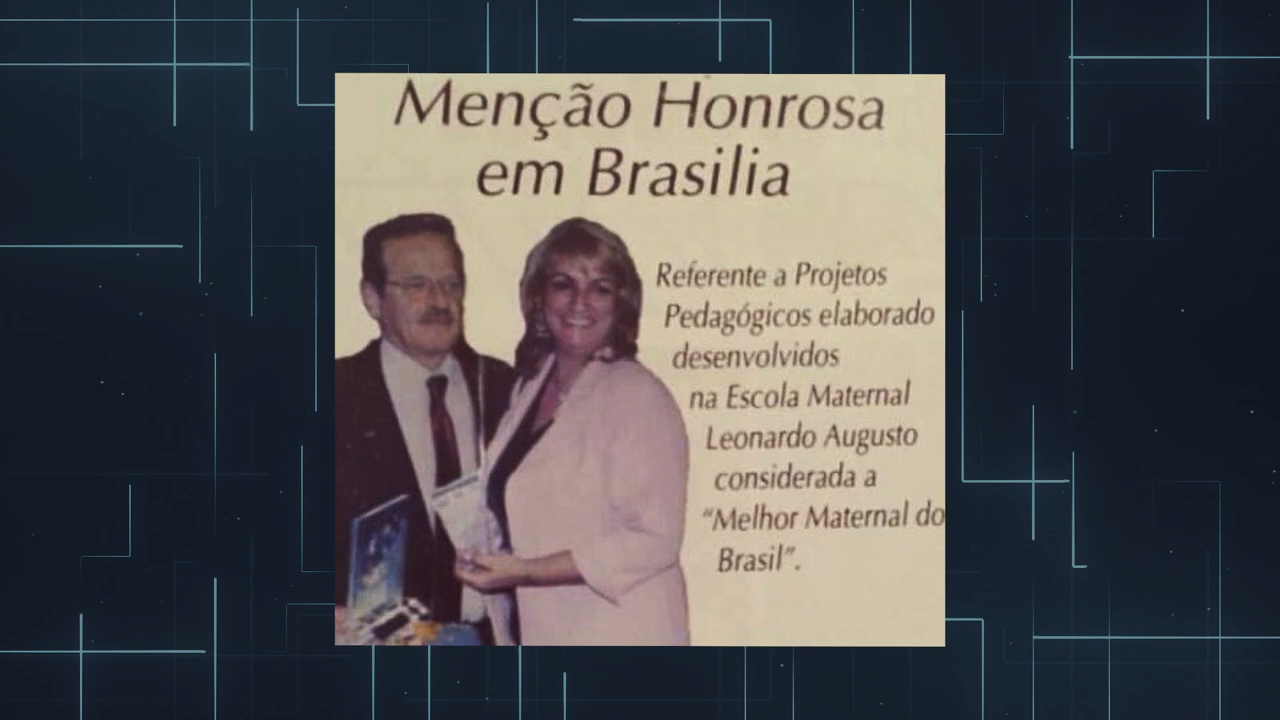 Menção Honrosa
em Brasilia
Referente a Projetos
Pedagógicos elaborado
desenvolvidos
na Escola Maternal
Leonardo Augusto
considerada a
“Melhor Maternal do
Brasil”.